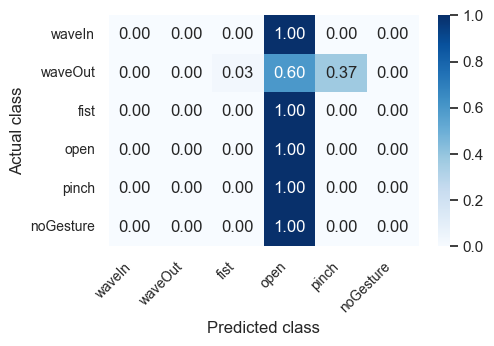 waveIn 0.00 0.00 0.00 1.00 0.00 0.00
waveOut 0.00 0.00 0.03 0.60 0.37 0.00
fist 0.00 0.00 0.00 1.00 0.00 0.00
open 0.00 0.00 0.00 1.00 0.00 0.00
pinch 0.00 0.00 0.00 1.00 0.00 0.00
noGesture 0.00 0.00 0.00 1.00 0.00 0.00
waveIn waveOut fist open pinch noGesture
Predicted class
Actual class
1.0
0.8
0.6
0.4
0.2
0.0